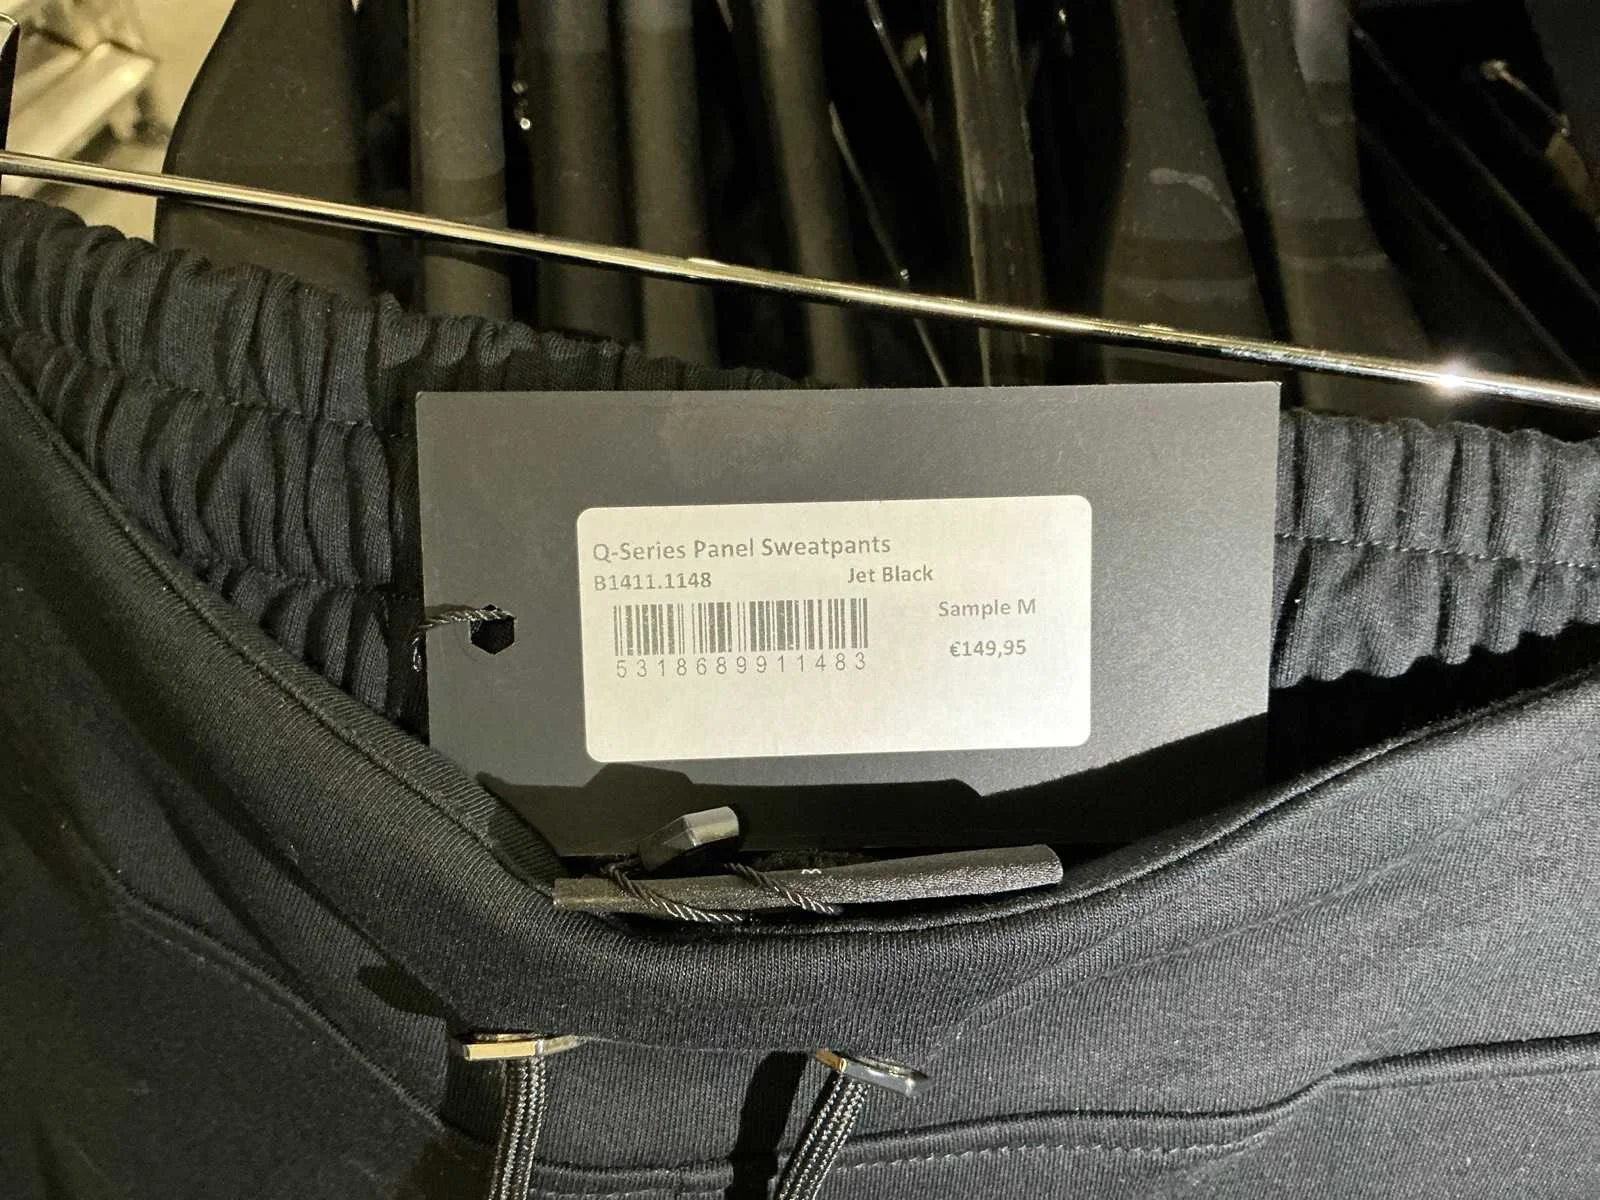 Q-Series Panel Sweatpants
B1411.1148 Jet Black
Sample M
5318689911483
€149,95
M